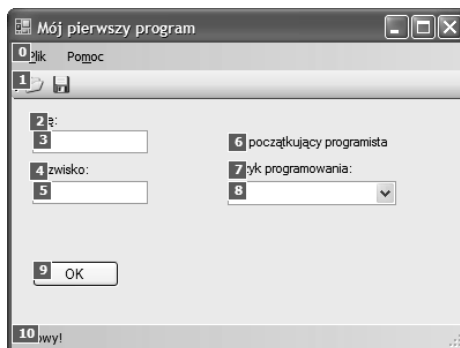 Mój pierwszy program
0 Plik Pomoc
1
2 ę:
3
4 zwisko:
5
6 początkujący programista
7 zyk programowania:
8
9 OK
10 owy!